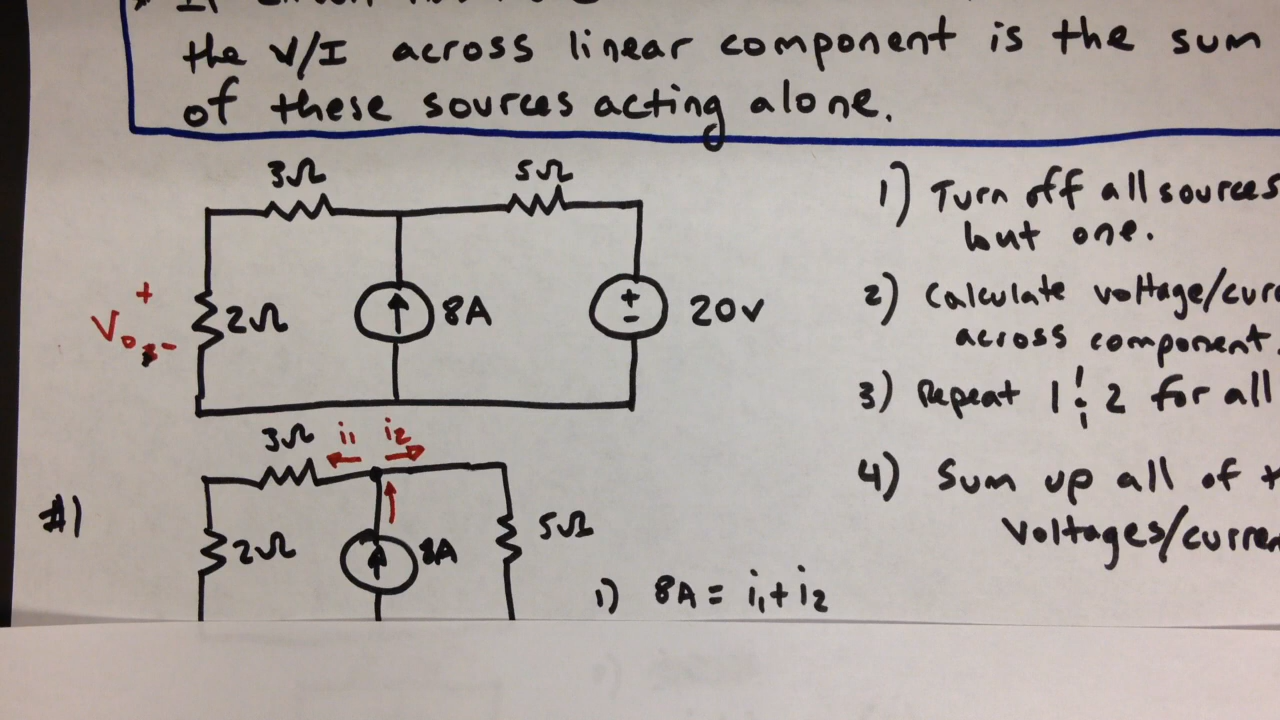 the V/I across linear component is the sum
of these sources acting alone.
3Ω 5Ω
+
Vo
-
2Ω
8A
+
-
20V
1) Turn off all sources
but one.
2) Calculate voltage/curre
across component.
3) Repeat 1 & 2 for all
4) Sum up all of t
voltages/curren
#1)
3Ω i1 i2
2Ω
8A
5Ω
1) 8A = i1 + i2